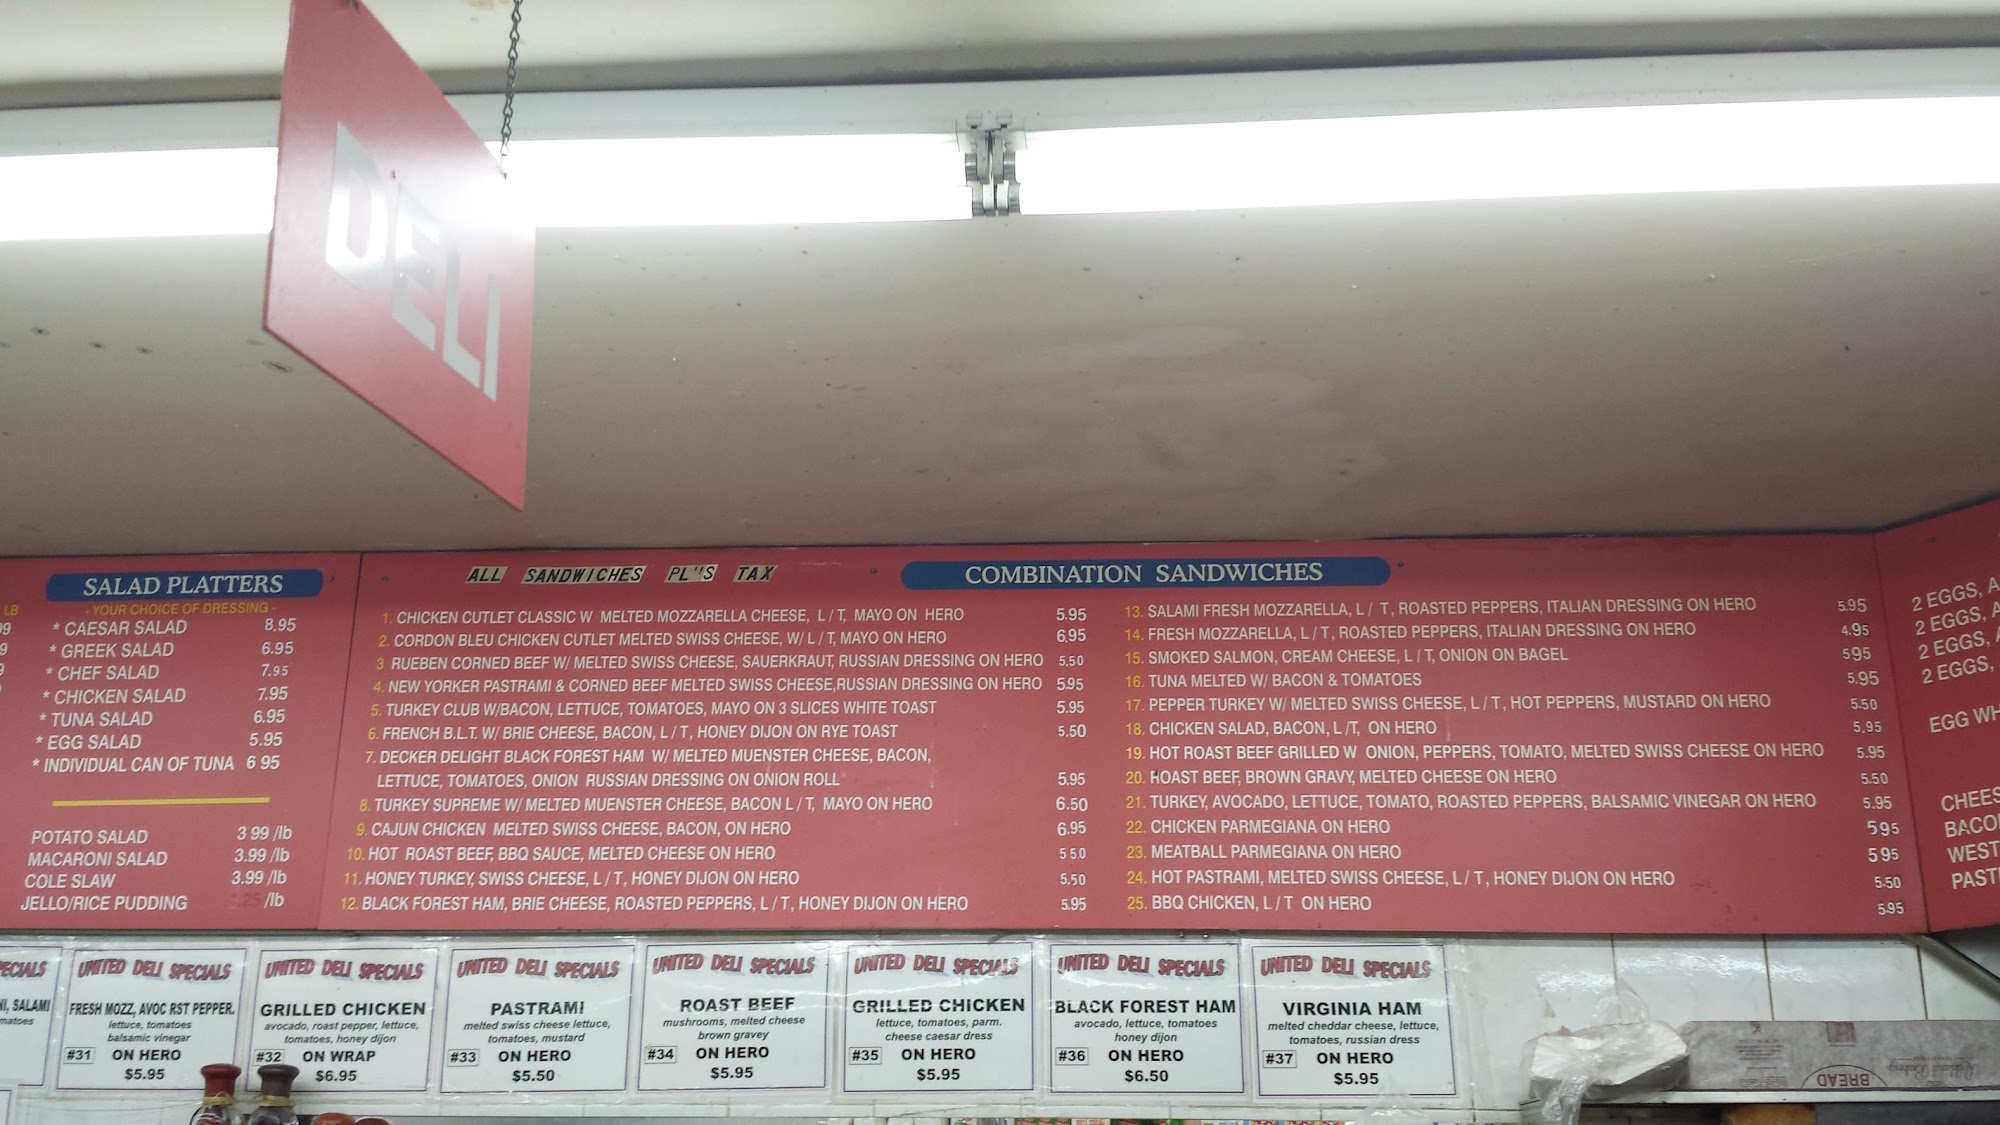 DELI
SALAD PLATTERS
- YOUR CHOICE OF DRESSING -
* CAESAR SALAD 8.95
* GREEK SALAD 6.95
* CHEF SALAD 7.95
* CHICKEN SALAD 7.95
* TUNA SALAD 6.95
* EGG SALAD 5.95
* INDIVIDUAL CAN OF TUNA 6 95
POTATO SALAD 3 99 /lb
MACARONI SALAD 3.99 /lb
COLE SLAW 3.99 /lb
JELLO/RICE PUDDING /lb
LB
ALL SANDWICHES PL"S TAX
COMBINATION SANDWICHES
1. CHICKEN CUTLET CLASSIC W MELTED MOZZARELLA CHEESE, L / T, MAYO ON HERO 5.95
2. CORDON BLEU CHICKEN CUTLET MELTED SWISS CHEESE, W/ L / T, MAYO ON HERO 6.95
3 RUEBEN CORNED BEEF W/ MELTED SWISS CHEESE, SAUERKRAUT, RUSSIAN DRESSING ON HERO 5.50
4. NEW YORKER PASTRAMI & CORNED BEEF MELTED SWISS CHEESE,RUSSIAN DRESSING ON HERO 5.95
5. TURKEY CLUB W/BACON, LETTUCE, TOMATOES, MAYO ON 3 SLICES WHITE TOAST 5.95
6. FRENCH B.L.T. W/ BRIE CHEESE, BACON, L / T, HONEY DIJON ON RYE TOAST 5.50
7. DECKER DELIGHT BLACK FOREST HAM W/ MELTED MUENSTER CHEESE, BACON,
LETTUCE, TOMATOES, ONION RUSSIAN DRESSING ON ONION ROLL 5.95
8. TURKEY SUPREME W/ MELTED MUENSTER CHEESE, BACON L / T, MAYO ON HERO 6.50
9. CAJUN CHICKEN MELTED SWISS CHEESE, BACON, ON HERO 6.95
10. HOT ROAST BEEF, BBQ SAUCE, MELTED CHEESE ON HERO 5 5.0
11. HONEY TURKEY, SWISS CHEESE, L / T, HONEY DIJON ON HERO 5.50
12. BLACK FOREST HAM, BRIE CHEESE, ROASTED PEPPERS, L / T, HONEY DIJON ON HERO 5.95
13. SALAMI FRESH MOZZARELLA, L / T, ROASTED PEPPERS, ITALIAN DRESSING ON HERO 5.95
14. FRESH MOZZARELLA, L / T, ROASTED PEPPERS, ITALIAN DRESSING ON HERO 4.95
15. SMOKED SALMON, CREAM CHEESE, L / T, ONION ON BAGEL 595
16. TUNA MELTED W/ BACON & TOMATOES 5.95
17. PEPPER TURKEY W/ MELTED SWISS CHEESE, L / T, HOT PEPPERS, MUSTARD ON HERO 5.50
18. CHICKEN SALAD, BACON, L /T, ON HERO 5.95
19. HOT ROAST BEEF GRILLED W ONION, PEPPERS, TOMATO, MELTED SWISS CHEESE ON HERO 5.95
20. ROAST BEEF, BROWN GRAVY, MELTED CHEESE ON HERO 5.50
21. TURKEY, AVOCADO, LETTUCE, TOMATO, ROASTED PEPPERS, BALSAMIC VINEGAR ON HERO 5.95
22. CHICKEN PARMEGIANA ON HERO 595
23. MEATBALL PARMEGIANA ON HERO 595
24. HOT PASTRAMI, MELTED SWISS CHEESE, L / T, HONEY DIJON ON HERO 5.50
25. BBQ CHICKEN, L / T ON HERO 5.95
2 EGGS, A
2 EGGS, A
2 EGGS, A
2 EGGS,
EGG WH
CHEES
BACO
WEST
PAST
SALAMI
UNITED DELI SPECIALS
FRESH MOZZ, AVOC RST PEPPER.
lettuce, tomatoes
balsamic vinegar
#31 ON HERO
$5.95
UNITED DELI SPECIALS
GRILLED CHICKEN
avocado, roast pepper, lettuce,
tomatoes, honey dijon
#32 ON WRAP
$6.95
UNITED DELI SPECIALS
PASTRAMI
melted swiss cheese lettuce,
tomatoes, mustard
#33 ON HERO
$5.50
UNITED DELI SPECIALS
ROAST BEEF
mushrooms, melted cheese
brown gravey
#34 ON HERO
$5.95
UNITED DELI SPECIALS
GRILLED CHICKEN
lettuce, tomatoes, parm.
cheese caesar dress
#35 ON HERO
$5.95
UNITED DELI SPECIALS
BLACK FOREST HAM
avocado, lettuce, tomatoes
honey dijon
#36 ON HERO
$6.50
UNITED DELI SPECIALS
VIRGINIA HAM
melted cheddar cheese, lettuce,
tomatoes, russian dress
#37 ON HERO
$5.95
BREAD